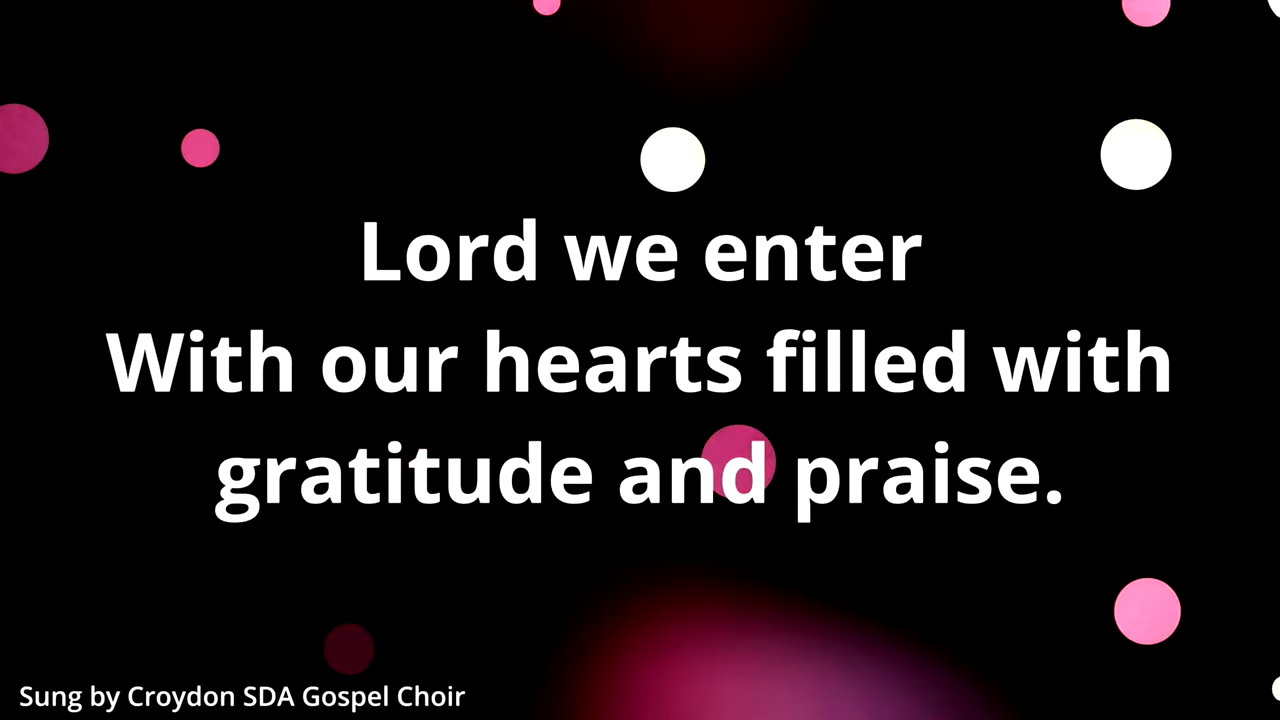 Lord we enter
With our hearts filled with
gratitude and praise.
Sung by Croydon SDA Gospel Choir